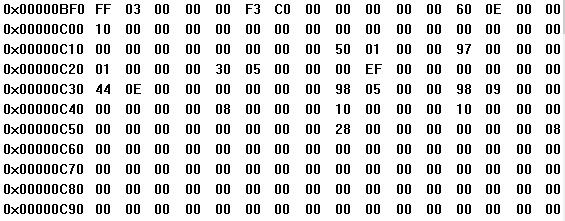 0x00000BF0 FF 03 00 00 00 F3 C0 00 00 00 00 00 60 0E 00 00
0x00000C00 10 00 00 00 00 00 00 00 00 00 00 00 00 00 00 00
0x00000C10 00 00 00 00 00 00 00 00 50 01 00 00 97 00 00 00
0x00000C20 01 00 00 00 30 05 00 00 00 EF 00 00 00 00 00 00
0x00000C30 44 0E 00 00 00 00 00 00 98 05 00 00 98 09 00 00
0x00000C40 00 00 00 00 08 00 00 00 10 00 00 00 10 00 00 00
0x00000C50 00 00 00 00 00 00 00 00 28 00 00 00 00 00 00 08
0x00000C60 00 00 00 00 00 00 00 00 00 00 00 00 00 00 00 00
0x00000C70 00 00 00 00 00 00 00 00 00 00 00 00 00 00 00 00
0x00000C80 00 00 00 00 00 00 00 00 00 00 00 00 00 00 00 00
0x00000C90 00 00 00 00 00 00 00 00 00 00 00 00 00 00 00 00